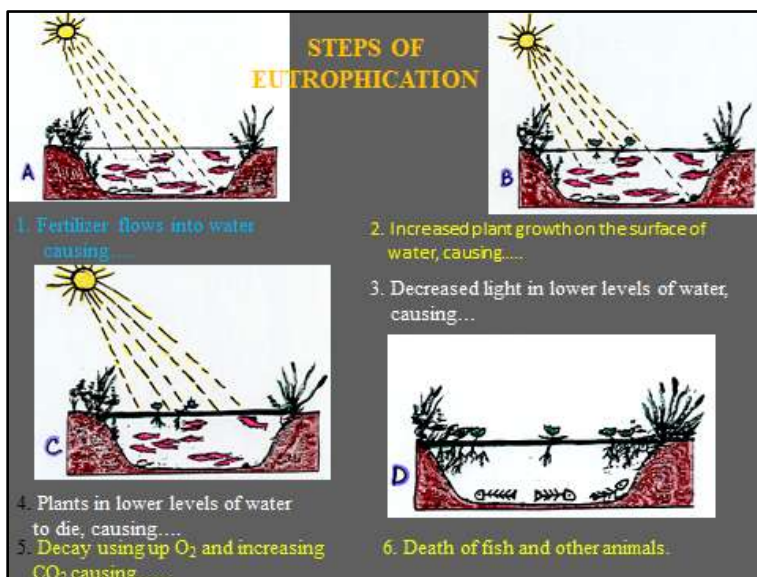 STEPS OF
EUTROPHICATION
A
B
1. Fertilizer flows into water
causing.....
2. Increased plant growth on the surface of
water, causing.....
3. Decreased light in lower levels of water,
causing…
C
D
4. Plants in lower levels of water
to die, causing….
5. Decay using up O₂ and increasing
CO₂ causing……
6. Death of fish and other animals.